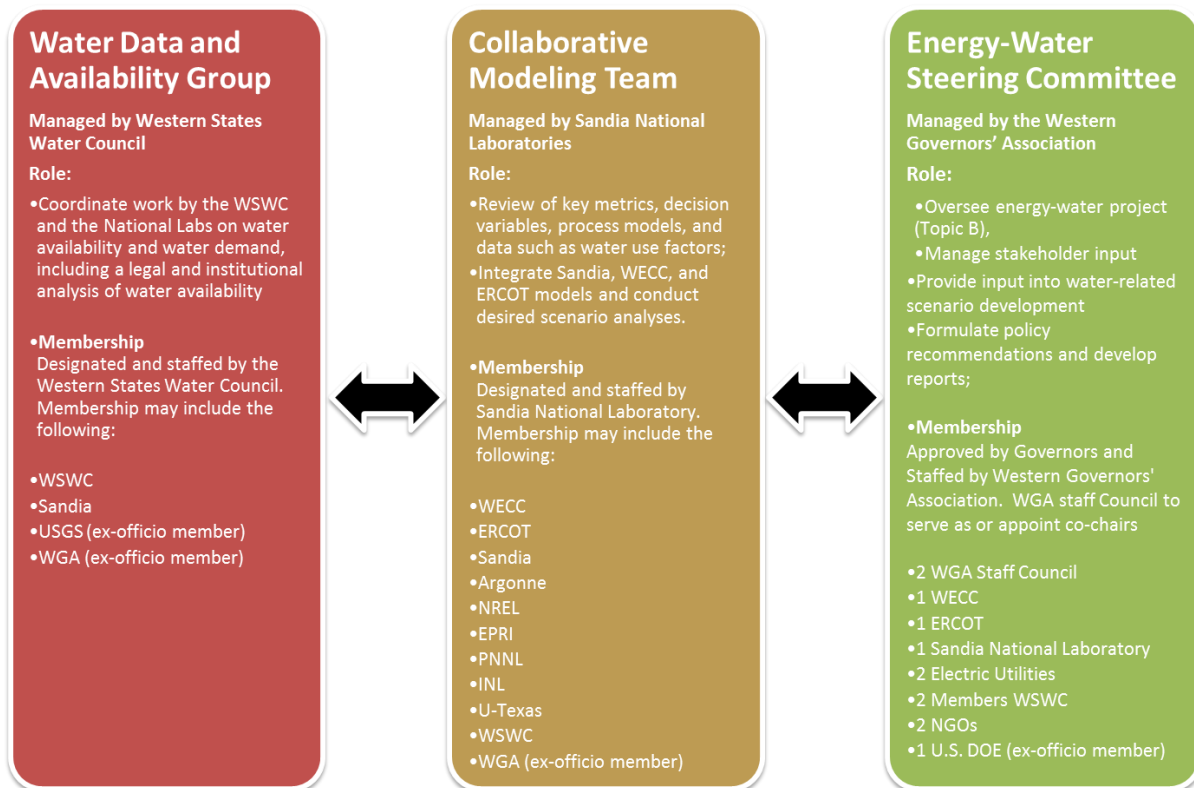 Water Data and
Availability Group
Managed by Western States
Water Council
Role:
•Coordinate work by the WSWC
and the National Labs on water
availability and water demand,
including a legal and institutional
analysis of water availability
•Membership
Designated and staffed by the
Western States Water Council.
Membership may include the
following:
•WSWC
•Sandia
•USGS (ex-officio member)
•WGA (ex-officio member)
Collaborative
Modeling Team
Managed by Sandia National
Laboratories
Role:
•Review of key metrics, decision
variables, process models, and
data such as water use factors;
•Integrate Sandia, WECC, and
ERCOT models and conduct
desired scenario analyses.
•Membership
Designated and staffed by
Sandia National Laboratory.
Membership may include the
following:
•WECC
•ERCOT
•Sandia
•Argonne
•NREL
•EPRI
•PNNL
•INL
•U-Texas
•WSWC
•WGA (ex-officio member)
Energy-Water
Steering Committee
Managed by the Western
Governors’ Association
Role:
•Oversee energy-water project
(Topic B),
•Manage stakeholder input
•Provide input into water-related
scenario development
•Formulate policy
recommendations and develop
reports;
•Membership
Approved by Governors and
Staffed by Western Governors'
Association.  WGA staff Council to
serve as or appoint co-chairs
•2 WGA Staff Council
•1 WECC
•1 ERCOT
•1 Sandia National Laboratory
•2 Electric Utilities
•2 Members WSWC
•2 NGOs
•1 U.S. DOE (ex-officio member)